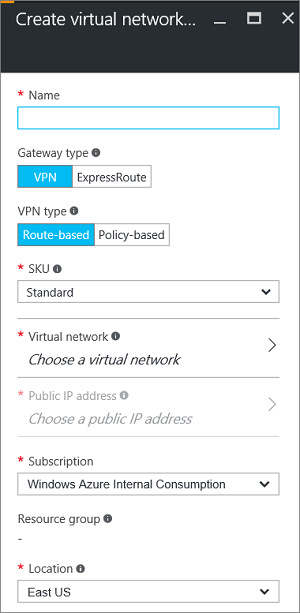 Create virtual network...
* Name
Gateway type
VPN ExpressRoute
VPN type
Route-based Policy-based
* SKU
Standard
* Virtual network
Choose a virtual network
* Public IP address
Choose a public IP address
* Subscription
Windows Azure Internal Consumption
Resource group
-
* Location
East US